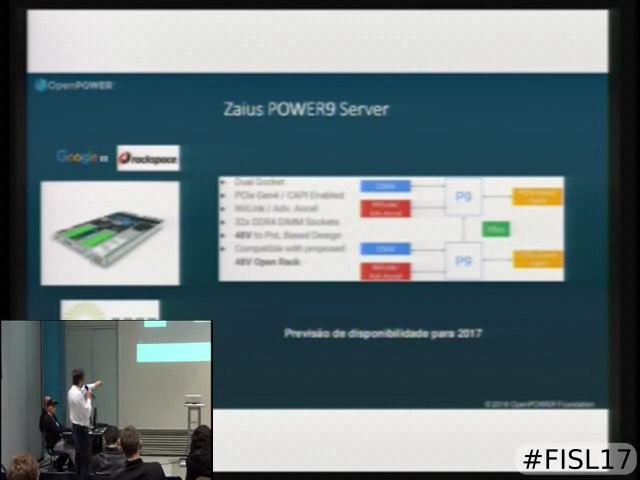 OpenPOWER
Zaius POWER9 Server
Google
rackspace
Dual Socket
PCIe Gen4 / CAPI Enabled
NVLink / Adv. Accel
32x DDR4 DIMM Sockets
48V to PoL Based Design
Compatible with proposed
48V Open Rack
P9
P9
Previsão de disponibilidade para 2017
© 2016 OpenPOWER Foundation
#FISL17